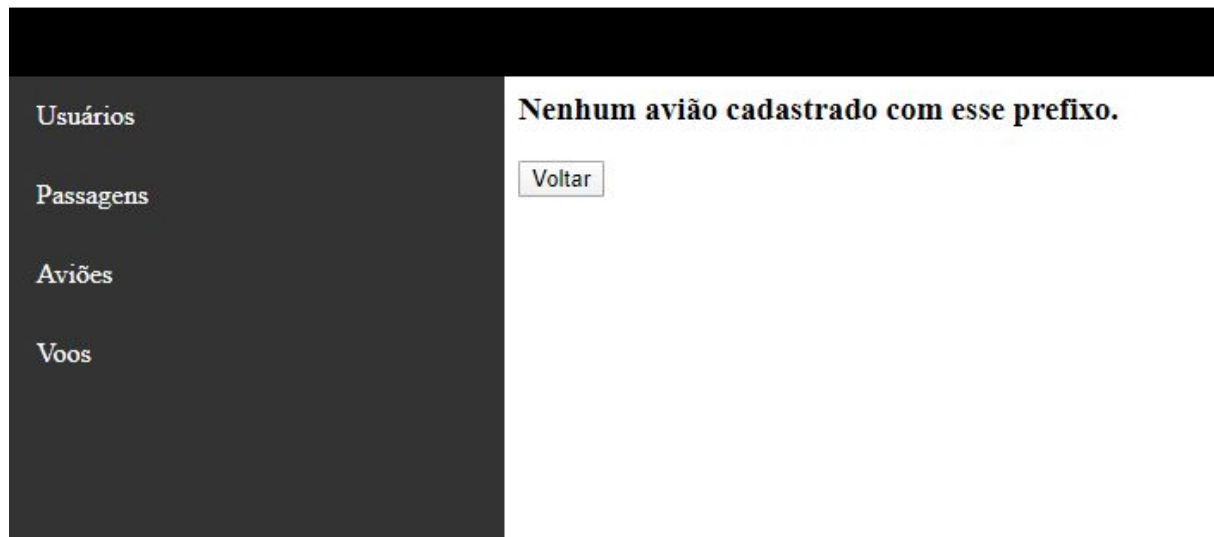 Usuários
Passagens
Aviões
Voos
Nenhum avião cadastrado com esse prefixo.
Voltar